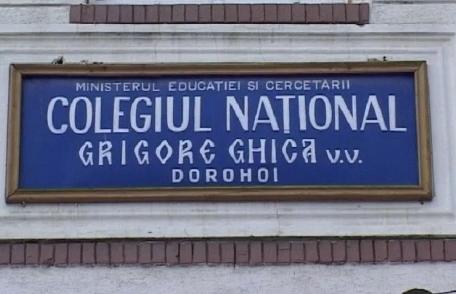 MINISTERUL EDUCAȚIEI ȘI CERCETĂRII
COLEGIUL NAȚIONAL
GRIGORE GHICA V.V.
DOROHOI